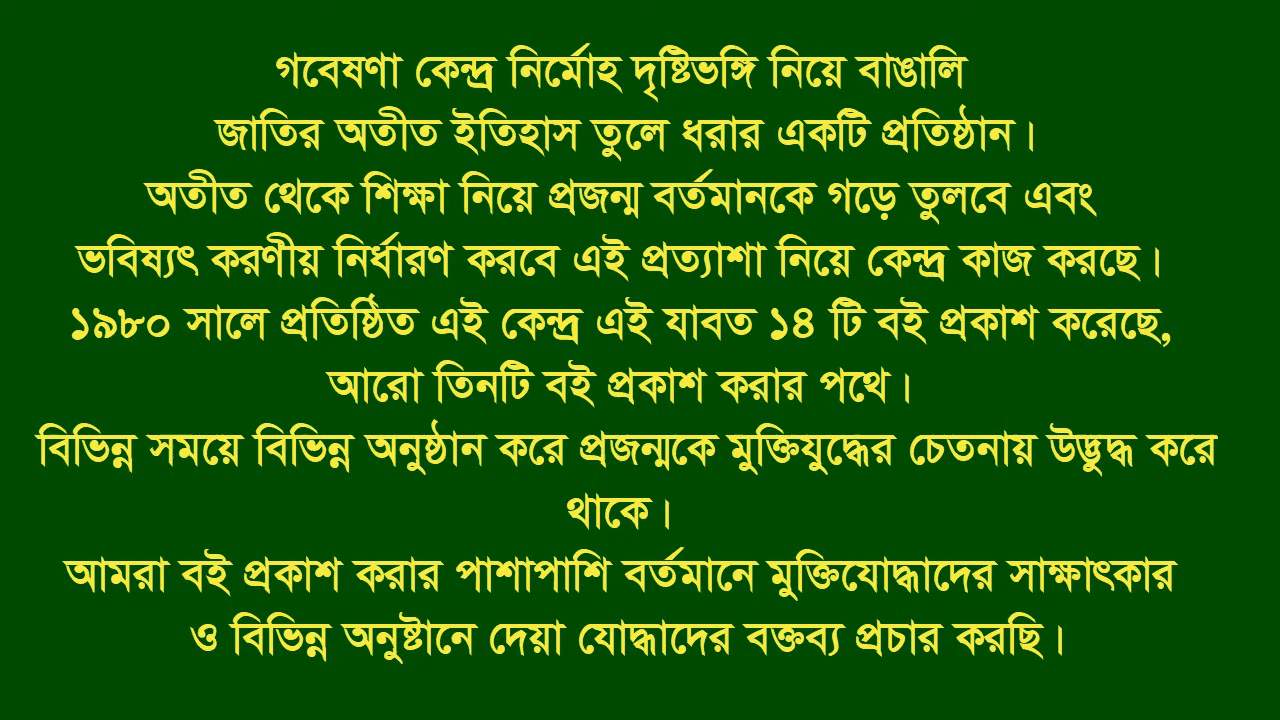 গবেষণা কেন্দ্র নির্মোহ দৃষ্টিভঙ্গি নিয়ে বাঙালি
জাতির অতীত ইতিহাস তুলে ধরার একটি প্রতিষ্ঠান।
অতীত থেকে শিক্ষা নিয়ে প্রজন্ম বর্তমানকে গড়ে তুলবে এবং
ভবিষ্যৎ করণীয় নির্ধারণ করবে এই প্রত্যাশা নিয়ে কেন্দ্র কাজ করছে।
১৯৮০ সালে প্রতিষ্ঠিত এই কেন্দ্র এই যাবত ১৪ টি বই প্রকাশ করেছে,
আরো তিনটি বই প্রকাশ করার পথে।
বিভিন্ন সময়ে বিভিন্ন অনুষ্ঠান করে প্রজন্মকে মুক্তিযুদ্ধের চেতনায় উদ্ভুদ্ধ করে
থাকে।
আমরা বই প্রকাশ করার পাশাপাশি বর্তমানে মুক্তিযোদ্ধাদের সাক্ষাৎকার
ও বিভিন্ন অনুষ্টানে দেয়া যোদ্ধাদের বক্তব্য প্রচার করছি।